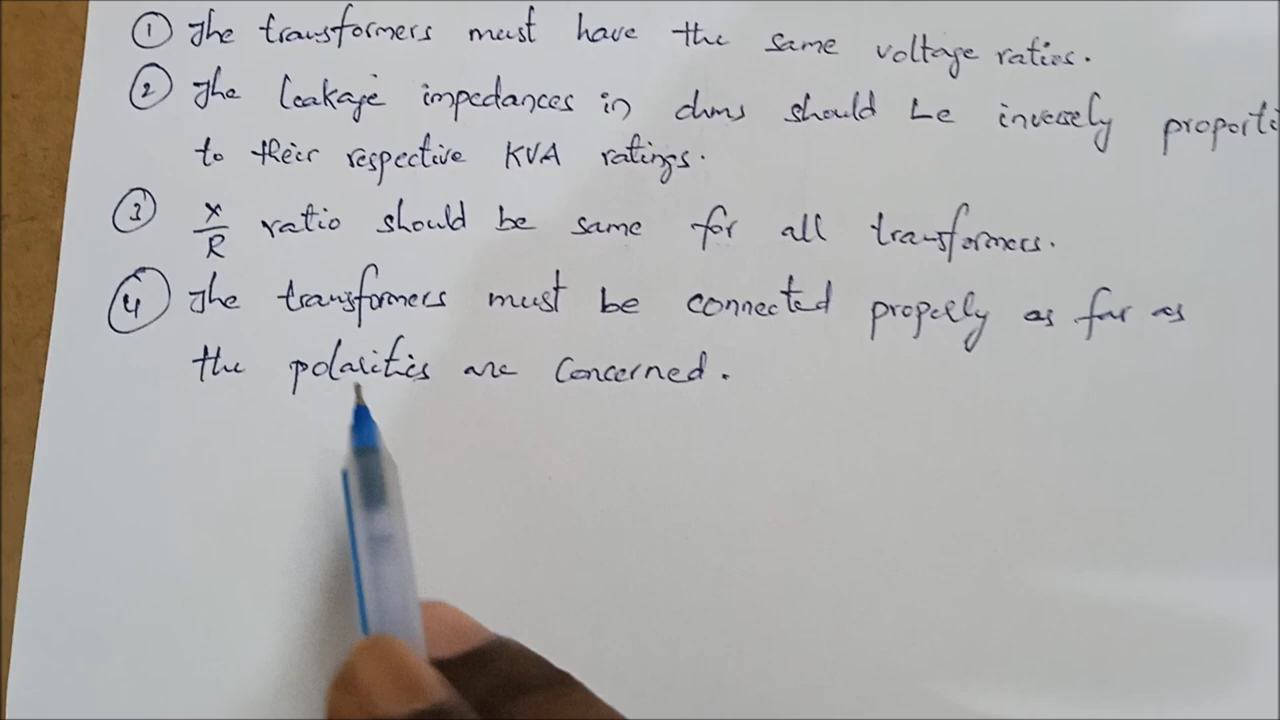 ① The transformers must have the same voltage ratios.
② The leakage impedances in ohms should be inversely proporti
to their respective KVA ratings.
③ X/R ratio should be same for all transformers.
④ The transformers must be connected properly as far as
the polarities are concerned.